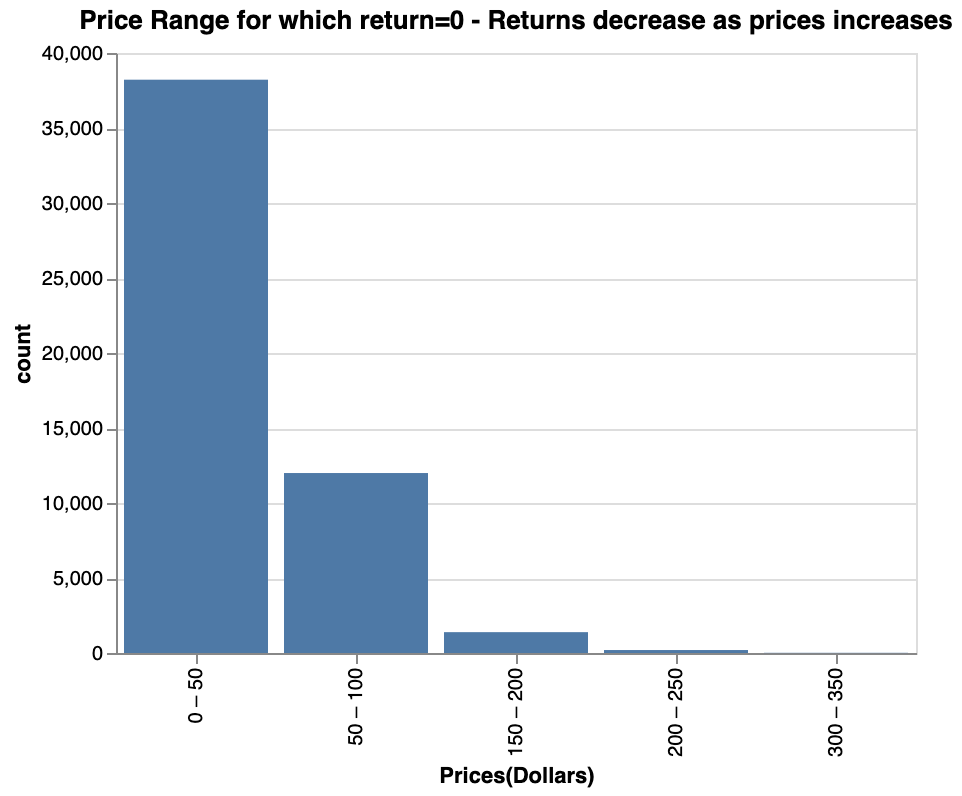 Price Range for which return=0 - Returns decrease as prices increases
40,000
35,000
30,000
25,000
20,000
15,000
10,000
5,000
0
count
0 – 50
50 – 100
150 – 200
200 – 250
300 – 350
Prices(Dollars)